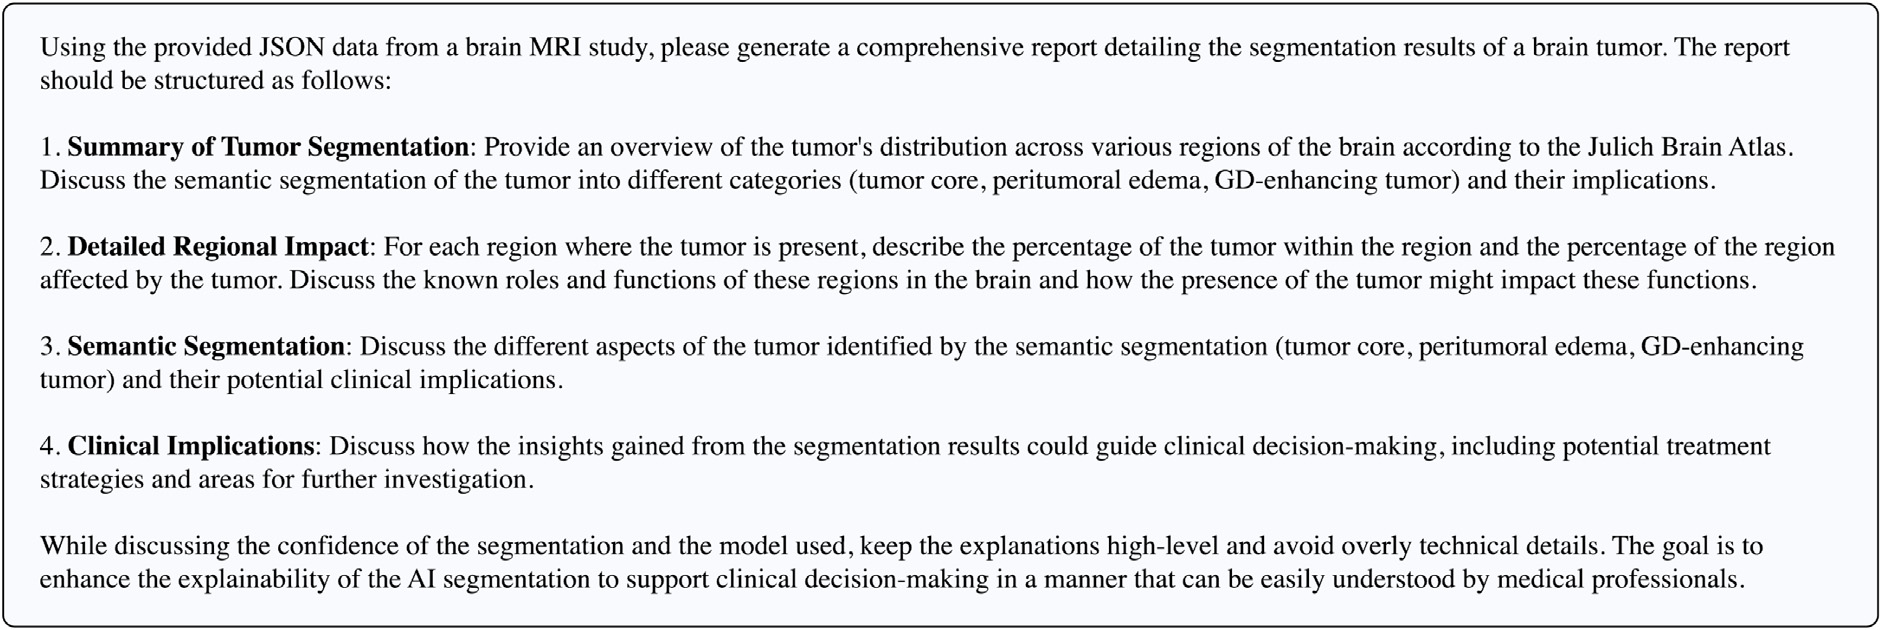 Using the provided JSON data from a brain MRI study, please generate a comprehensive report detailing the segmentation results of a brain tumor. The report
should be structured as follows:
1. Summary of Tumor Segmentation: Provide an overview of the tumor's distribution across various regions of the brain according to the Julich Brain Atlas.
Discuss the semantic segmentation of the tumor into different categories (tumor core, peritumoral edema, GD-enhancing tumor) and their implications.
2. Detailed Regional Impact: For each region where the tumor is present, describe the percentage of the tumor within the region and the percentage of the region
affected by the tumor. Discuss the known roles and functions of these regions in the brain and how the presence of the tumor might impact these functions.
3. Semantic Segmentation: Discuss the different aspects of the tumor identified by the semantic segmentation (tumor core, peritumoral edema, GD-enhancing
tumor) and their potential clinical implications.
4. Clinical Implications: Discuss how the insights gained from the segmentation results could guide clinical decision-making, including potential treatment
strategies and areas for further investigation.
While discussing the confidence of the segmentation and the model used, keep the explanations high-level and avoid overly technical details. The goal is to
enhance the explainability of the AI segmentation to support clinical decision-making in a manner that can be easily understood by medical professionals.